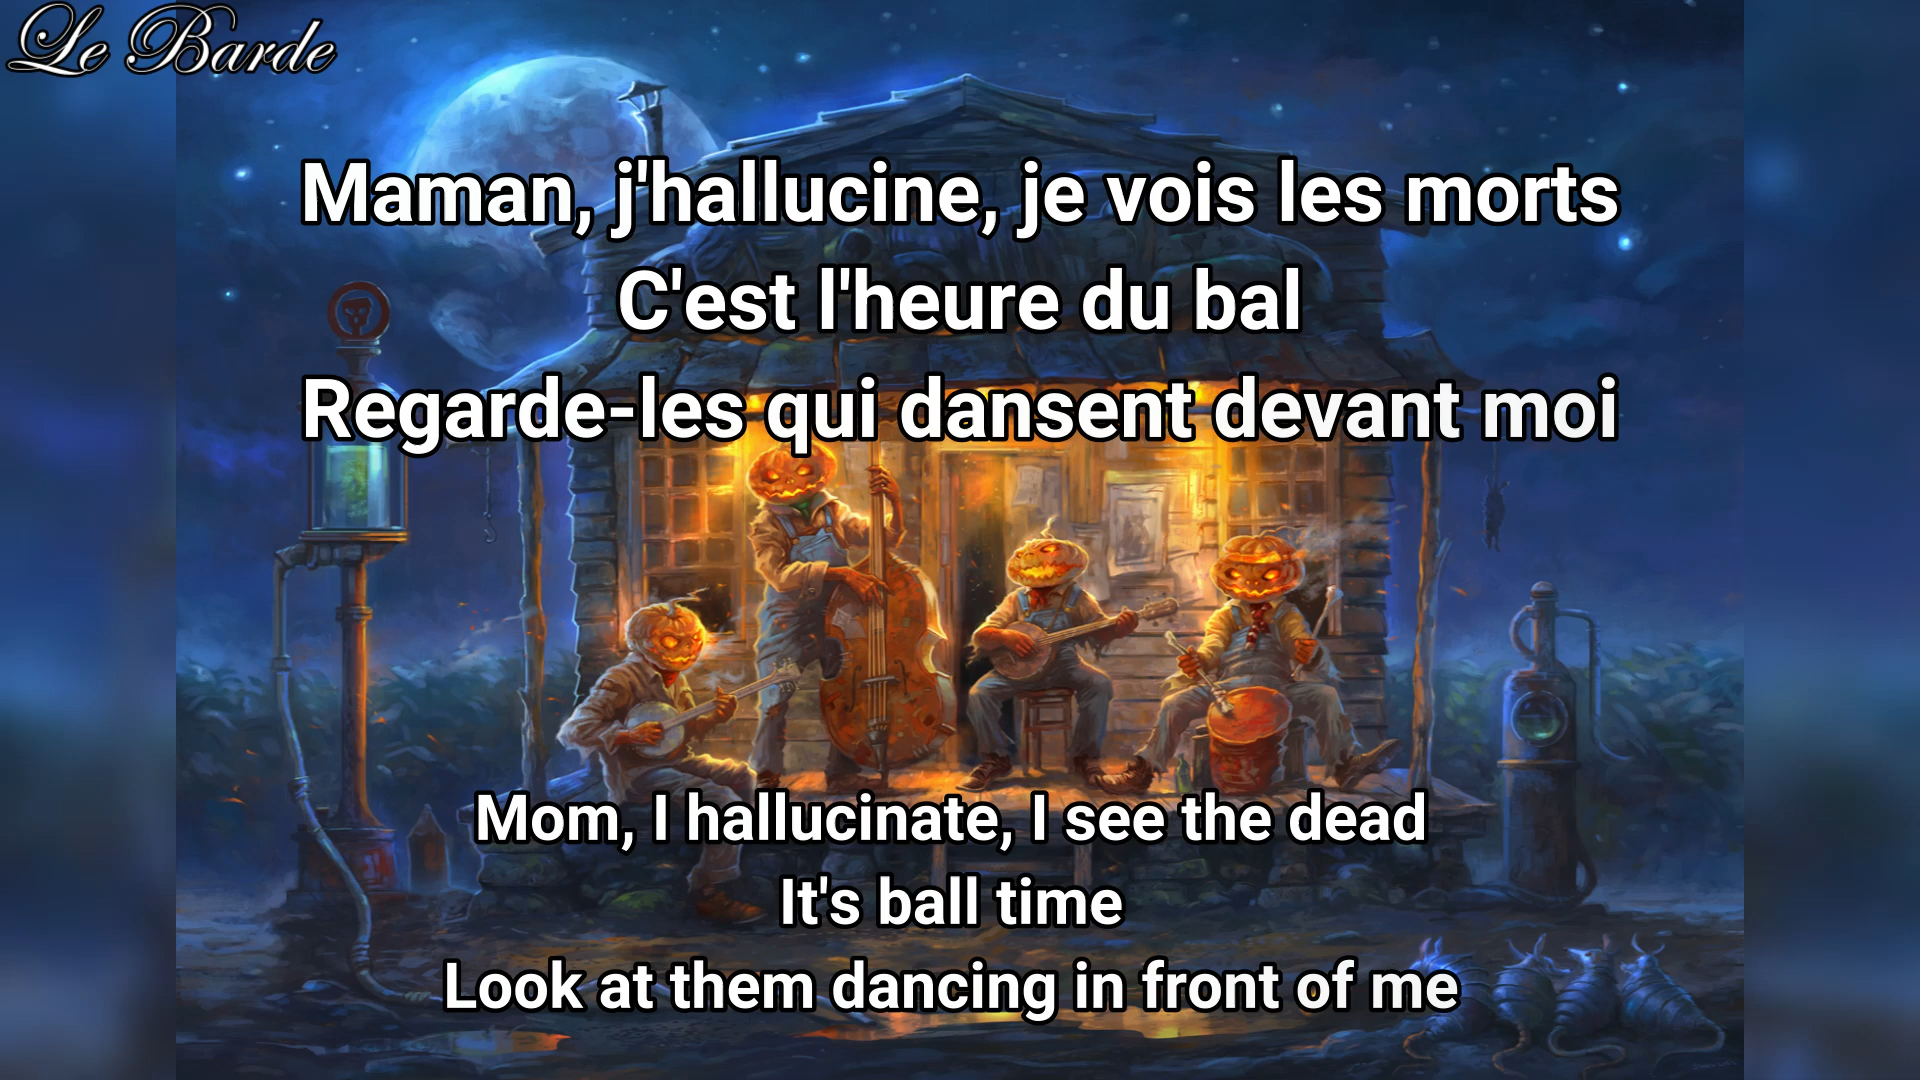 Le Barde
Maman, j'hallucine, je vois les morts
C'est l'heure du bal
Regarde-les qui dansent devant moi
Mom, I hallucinate, I see the dead
It's ball time
Look at them dancing in front of me